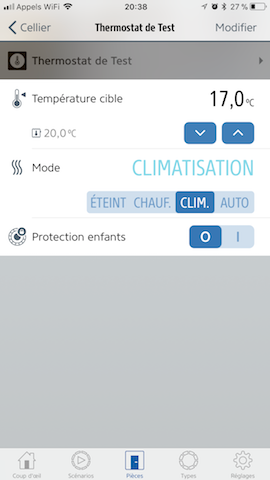 Appels WiFi 20:38 27 %
Cellier Thermostat de Test Modifier
Thermostat de Test
Température cible 17,0°C
20,0°C
Mode CLIMATISATION
ÉTEINT CHAUF. CLIM. AUTO
Protection enfants O I
Coup d'œil Scénarios Pièces Types Réglages